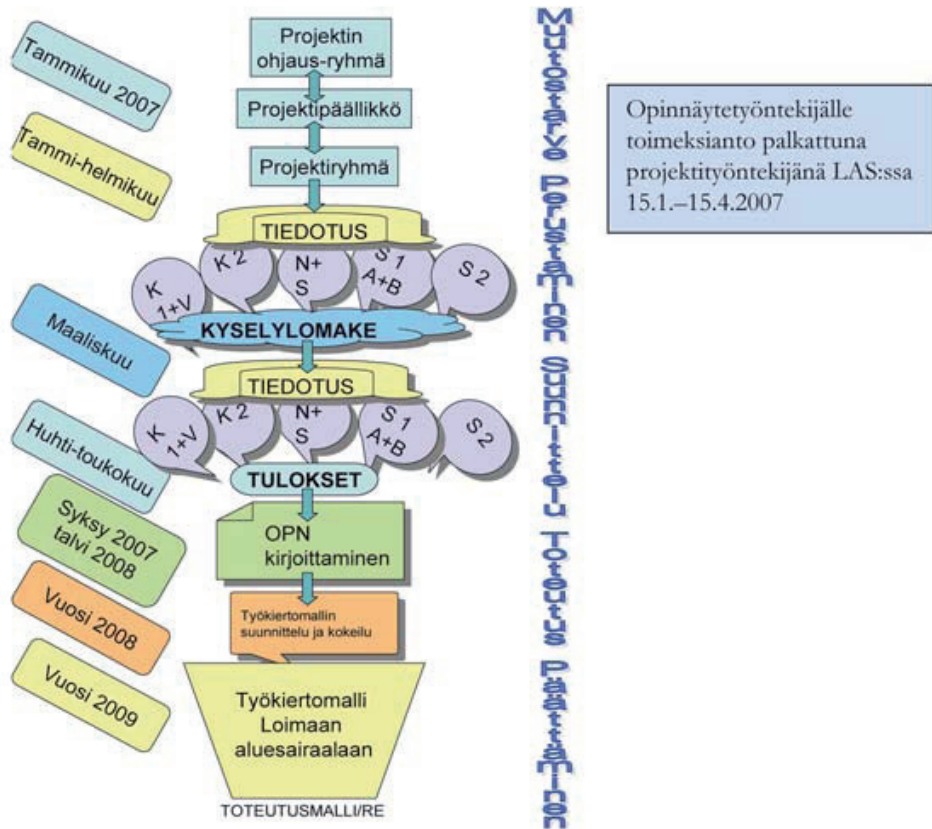 Tammikuu 2007
Tammi-helmikuu
Maaliskuu
Huhti-toukokuu
Syksy 2007
talvi 2008
Vuosi 2008
Vuosi 2009
Projektin
ohjaus-ryhmä
Projektipäällikkö
Projektiryhmä
TIEDOTUS
K
1+V
K 2
N+
S
S 1
A+B
S 2
KYSELYLOMAKE
TIEDOTUS
K
1+V
K 2
N+
S
S 1
A+B
S 2
TULOKSET
OPN
kirjoittaminen
Työkiertomallin
suunnittelu ja kokeilu
Työkiertomalli
Loimaan
aluesairaalaan
TOTEUTUSMALLI/RE
Muutostarve Perustaminen Suunnittelu Toteutus Päättäminen
Opinnäytetyöntekijälle
toimeksianto palkattuna
projektityöntekijänä LAS:ssa
15.1.–15.4.2007